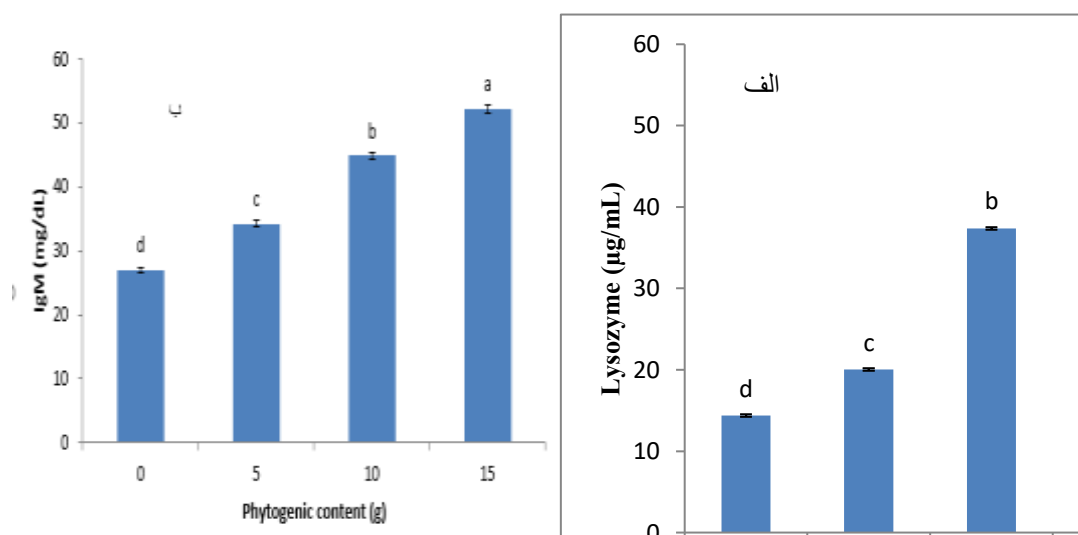 60
50
40
30
20
10
0
IgM (mg/dL)
ب
d
c
b
a
0 5 10 15
Phytogenic content (g)
60
50
40
30
20
10
0
Lysozyme (µg/mL)
الف
d
c
b